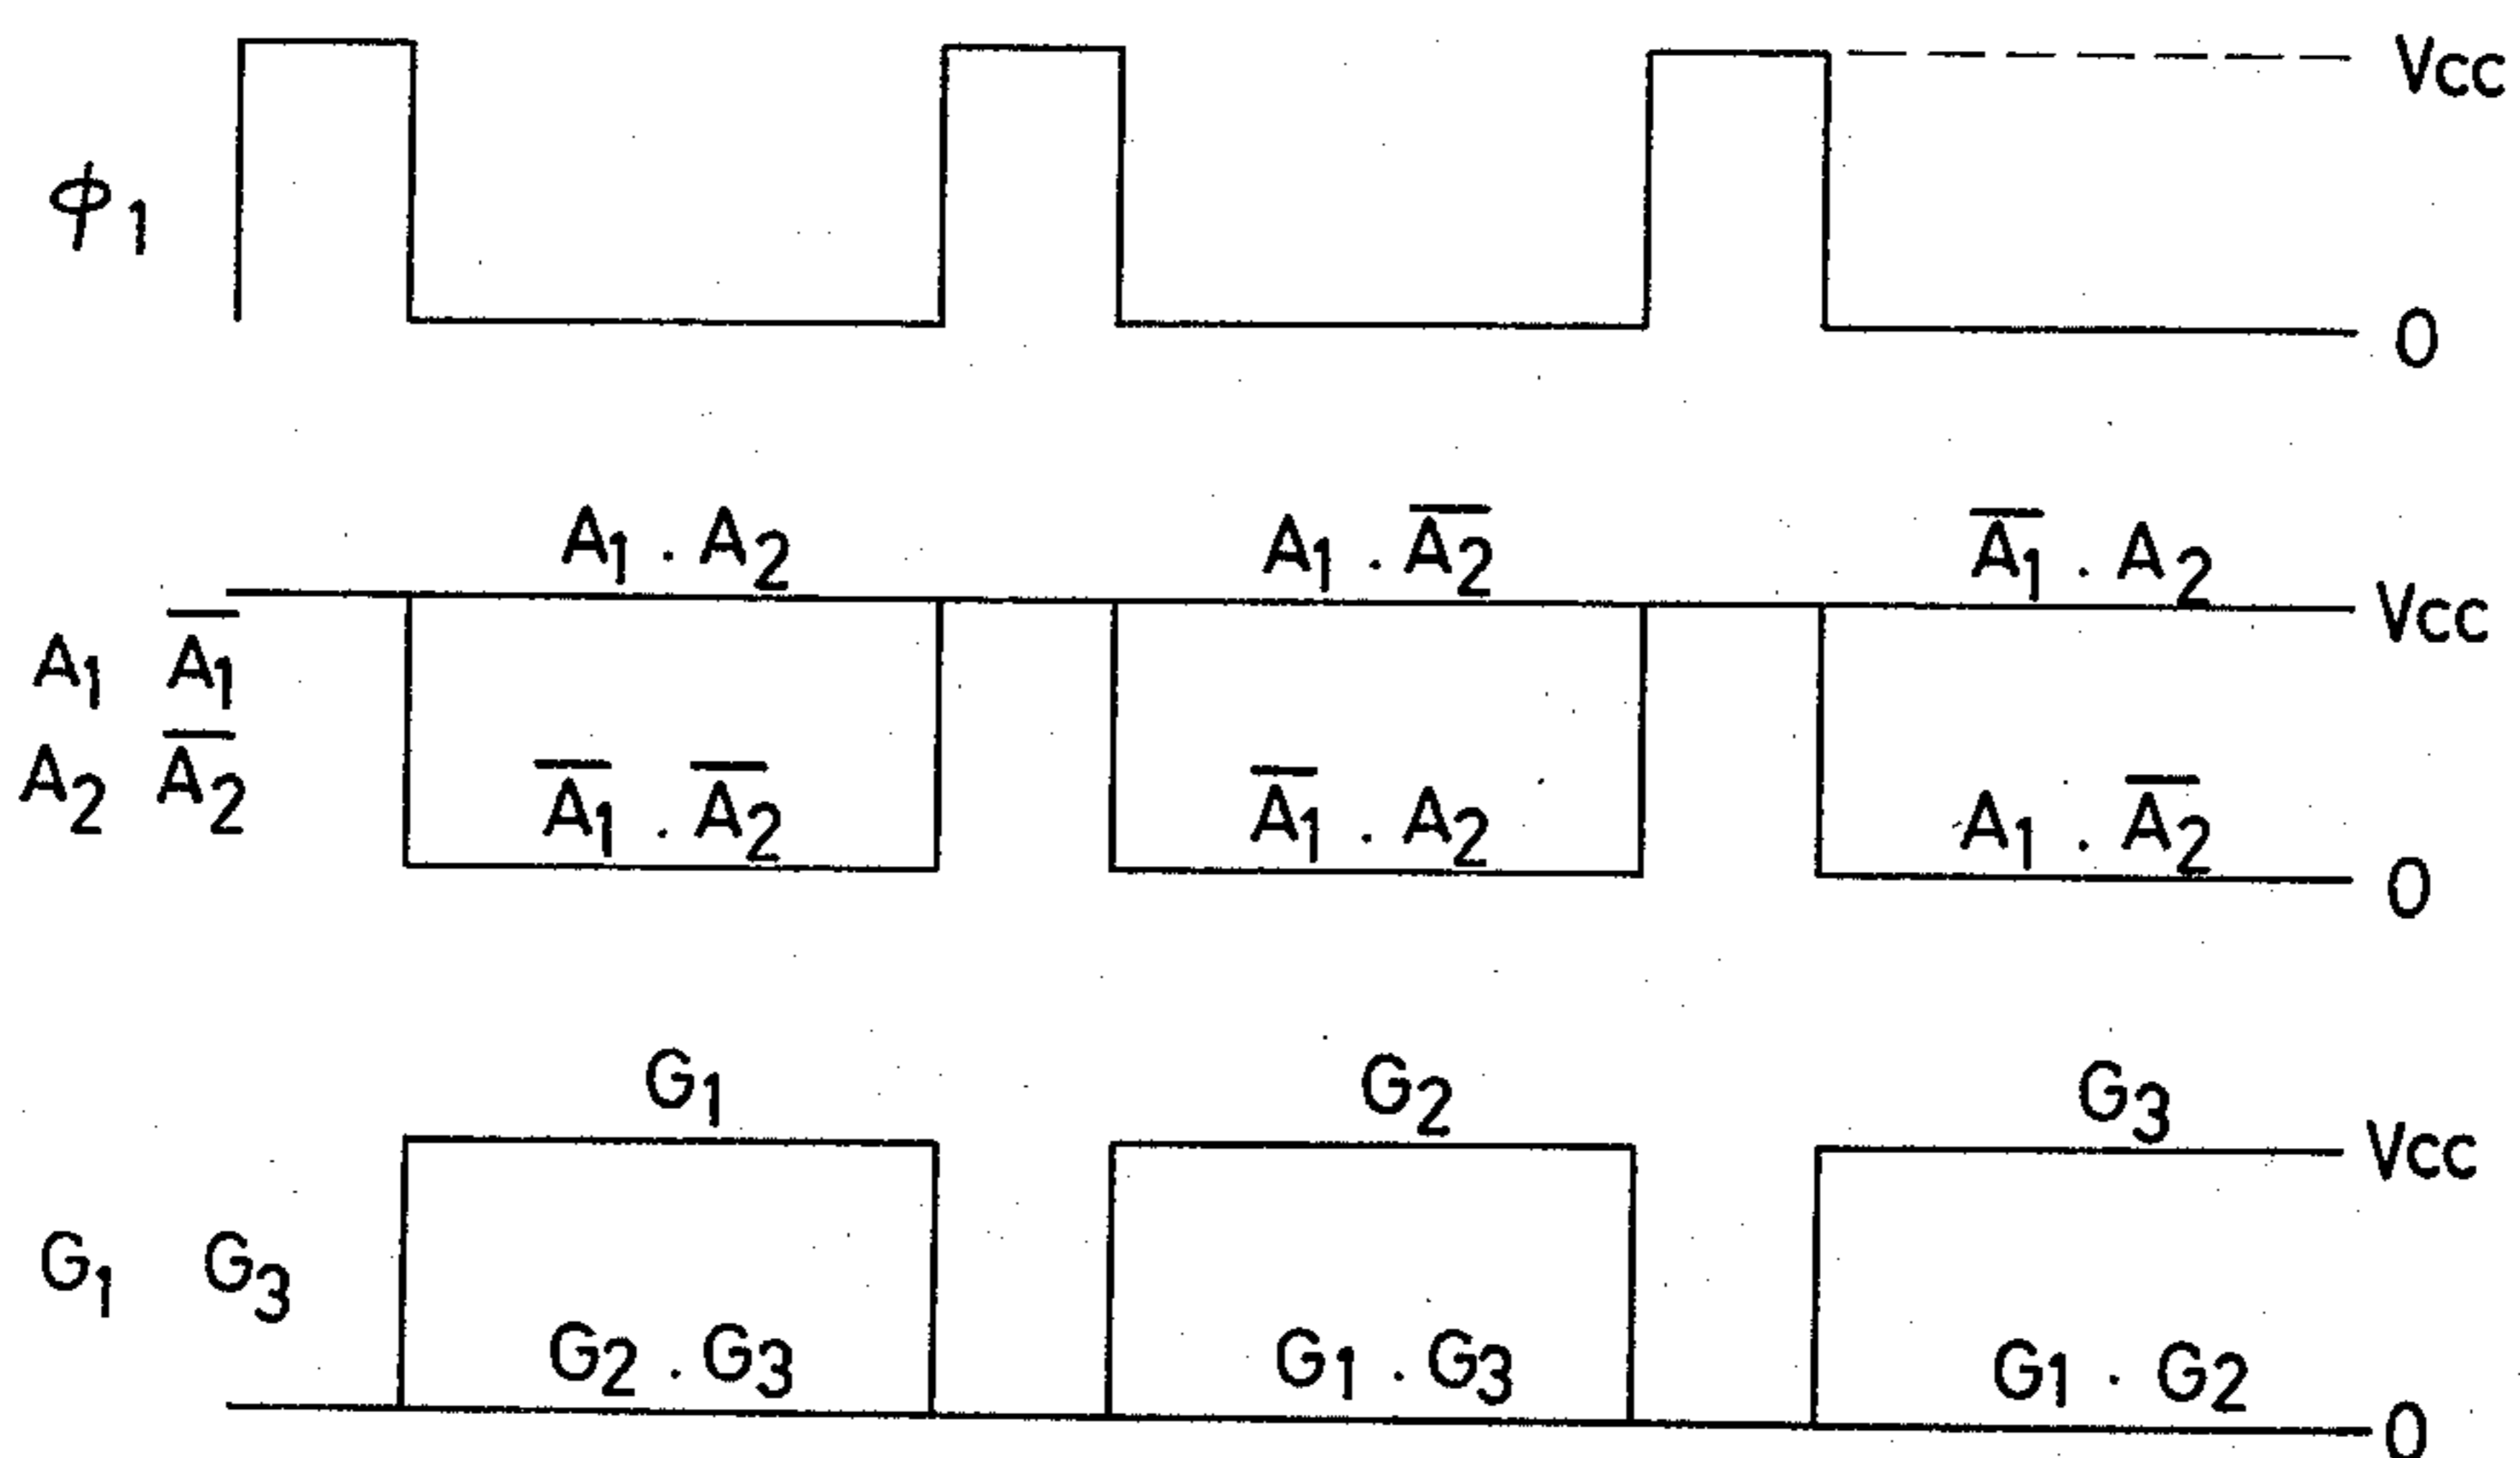 Vcc
ϕ1
0
A1 . A2 A1 . A̅2 A̅1 . A2
Vcc
A1 A̅1
A2 A̅2
A̅1 . A̅2 A̅1 . A2 A1 . A̅2
0
G1 G2 G3
Vcc
G1 G3
G2 . G3 G1 . G3 G1 . G2
0